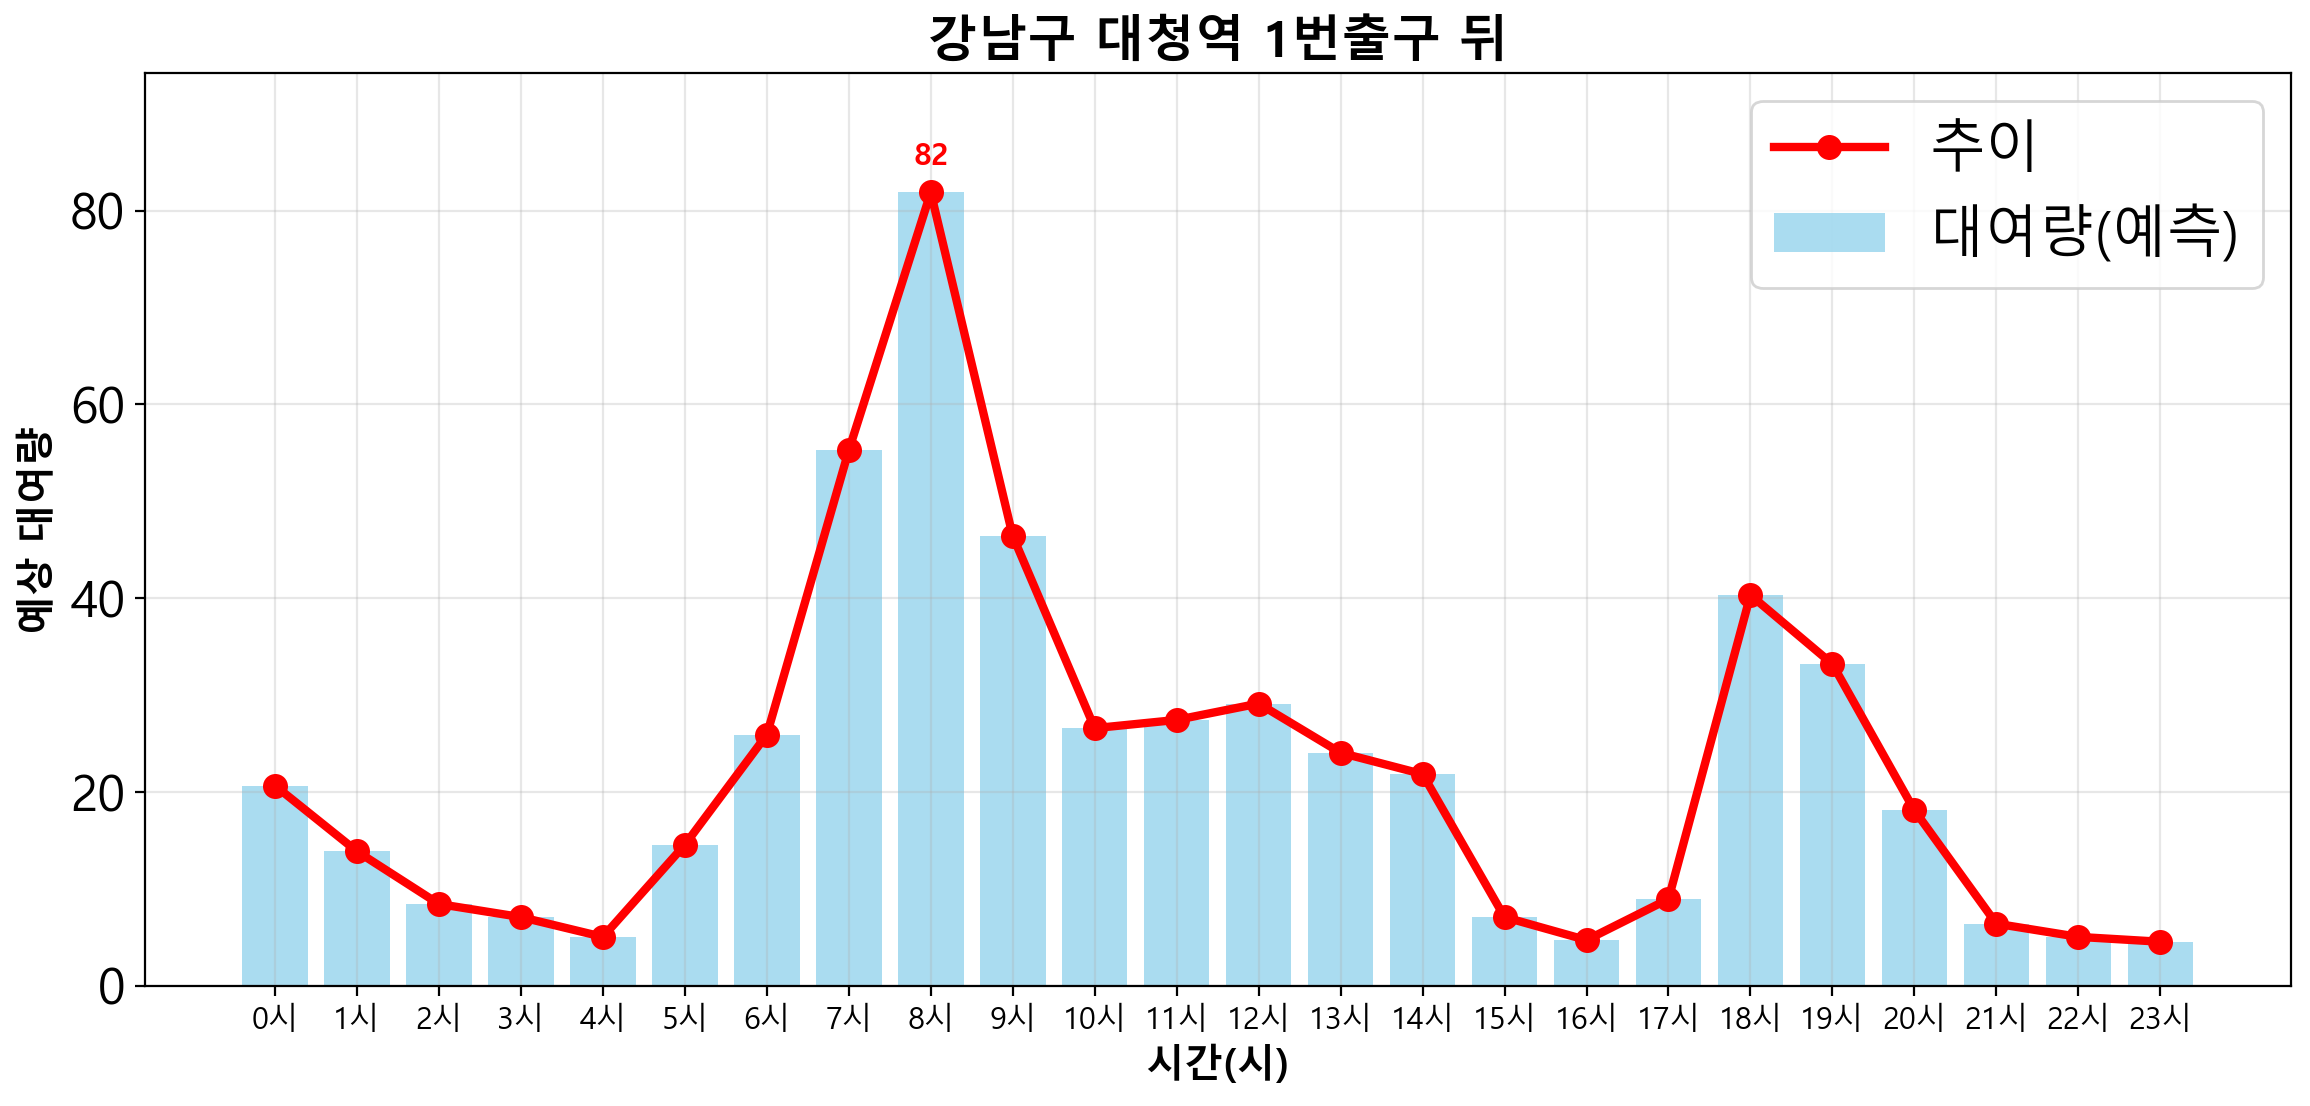 강남구 대청역 1번출구 뒤
82
추이
대여량(예측)
예상 대여량
80
60
40
20
0
0시 1시 2시 3시 4시 5시 6시 7시 8시 9시 10시 11시 12시 13시 14시 15시 16시 17시 18시 19시 20시 21시 22시 23시
시간(시)